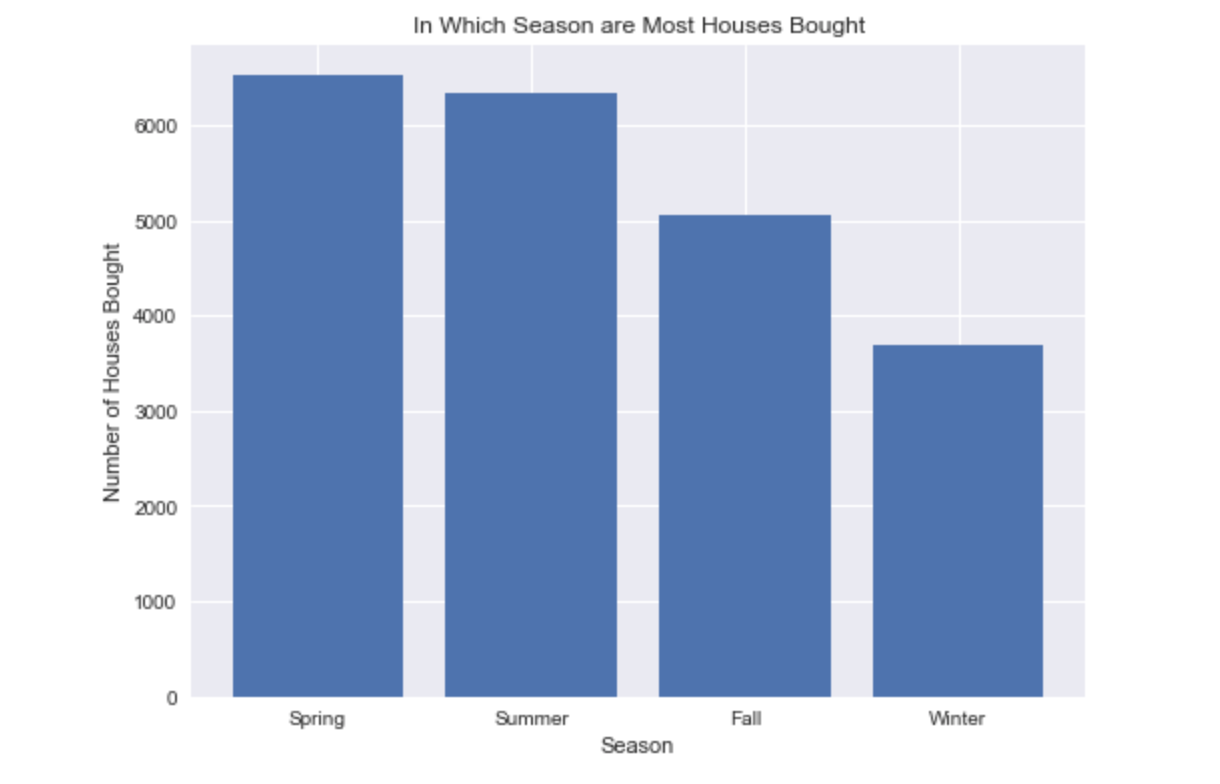 In Which Season are Most Houses Bought
6000
5000
4000
3000
2000
1000
0
Number of Houses Bought
Spring Summer Fall Winter
Season